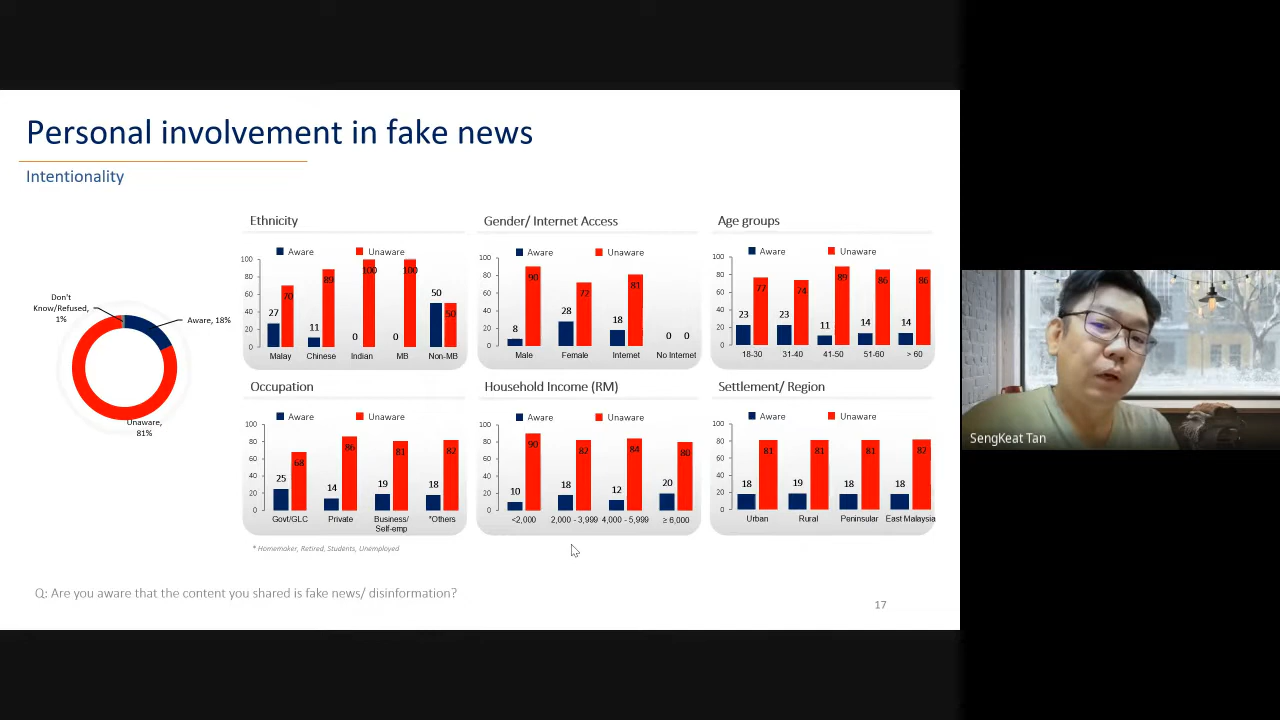 Personal involvement in fake news
Intentionality
Don't
Know/Refused,
1%
Aware, 18%
Unaware,
81%
Ethnicity
Aware Unaware
100
80
60
40
20
0
27 70 11 89 0 100 0 100 50 50
Malay Chinese Indian MB Non-MB
Gender/ Internet Access
Aware Unaware
100
80
60
40
20
0
8 90 28 72 18 81 0 0
Male Female Internet No Internet
Age groups
Aware Unaware
100
80
60
40
20
0
23 77 23 74 11 89 14 86 14 86
18-30 31-40 41-50 51-60 > 60
Occupation
Aware Unaware
100
80
60
40
20
0
25 68 14 86 19 81 18 82
Govt/GLC Private Business/ *Others
Self-emp
Household Income (RM)
Aware Unaware
100
80
60
40
20
0
10 90 18 82 12 84 20 80
<2,000 2,000 - 3,999 4,000 - 5,999 ≥ 6,000
Settlement/ Region
Aware Unaware
100
80
60
40
20
0
18 81 19 81 18 81 18 82
Urban Rural Peninsular East Malaysia
* Homemaker, Retired, Students, Unemployed
Q: Are you aware that the content you shared is fake news/ disinformation?
17
SengKeat Tan